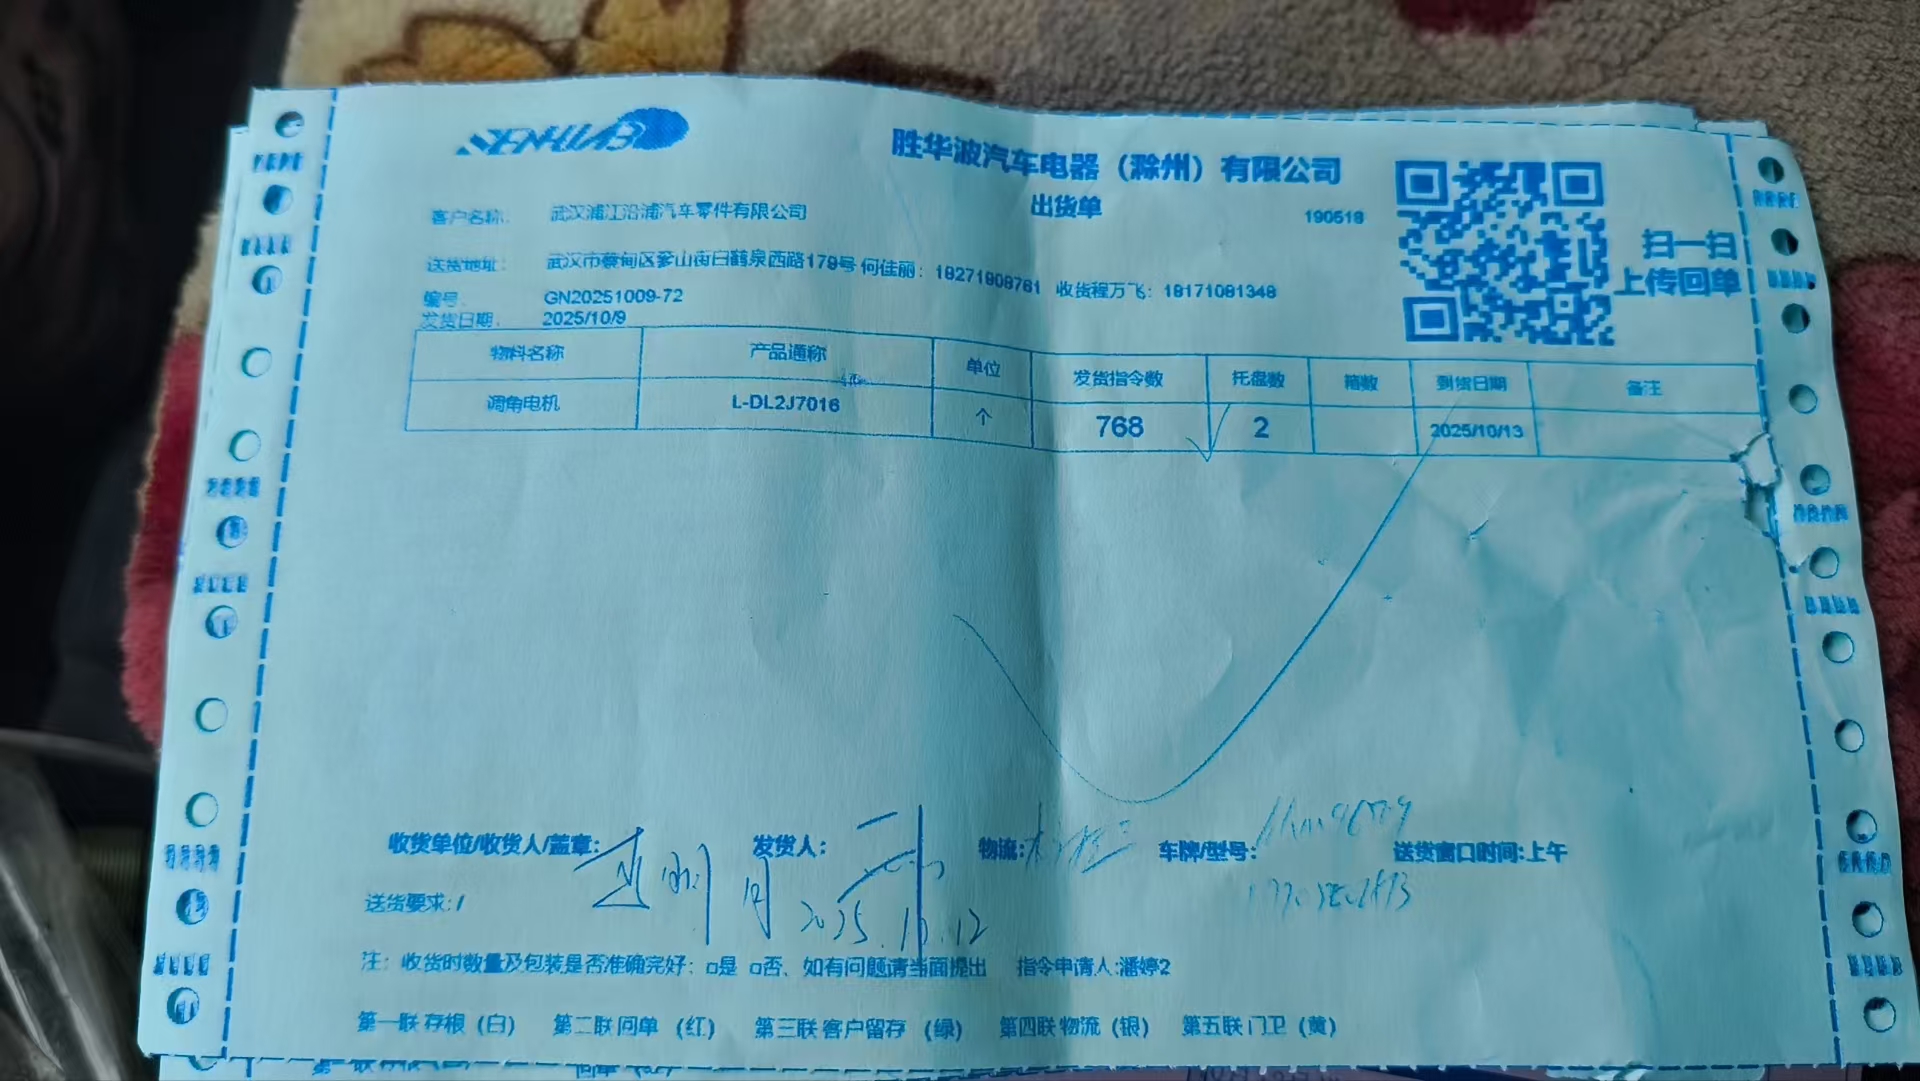 SHENHUABO
胜华波汽车电器（滁州）有限公司
出货单
190518
扫一扫
上传回单
客户名称： 武汉浦江沿浦汽车零件有限公司
送货地址： 武汉市蔡甸区爹山街白鹤泉西路179号 何佳丽：18271908761 收货程万飞：18171081348
编号： GN20251009-72
发货日期： 2025/10/9
物料名称 产品通称 单位 发货指令数 托盘数 箱数 到货日期 备注
调角电机 L-DL2J7016 个 768 2 2025/10/13
收货单位/收货人/盖章： 发货人： 物流: 车牌/型号: 送货窗口时间:上午
送货要求:/
2025.10.12
注：收货时数量及包装是否准确完好：□是 □否、如有问题请当面提出 指令申请人:潘婷2
第一联 存根（白） 第二联 回单（红） 第三联 客户留存（绿） 第四联 物流（银） 第五联 门卫（黄）